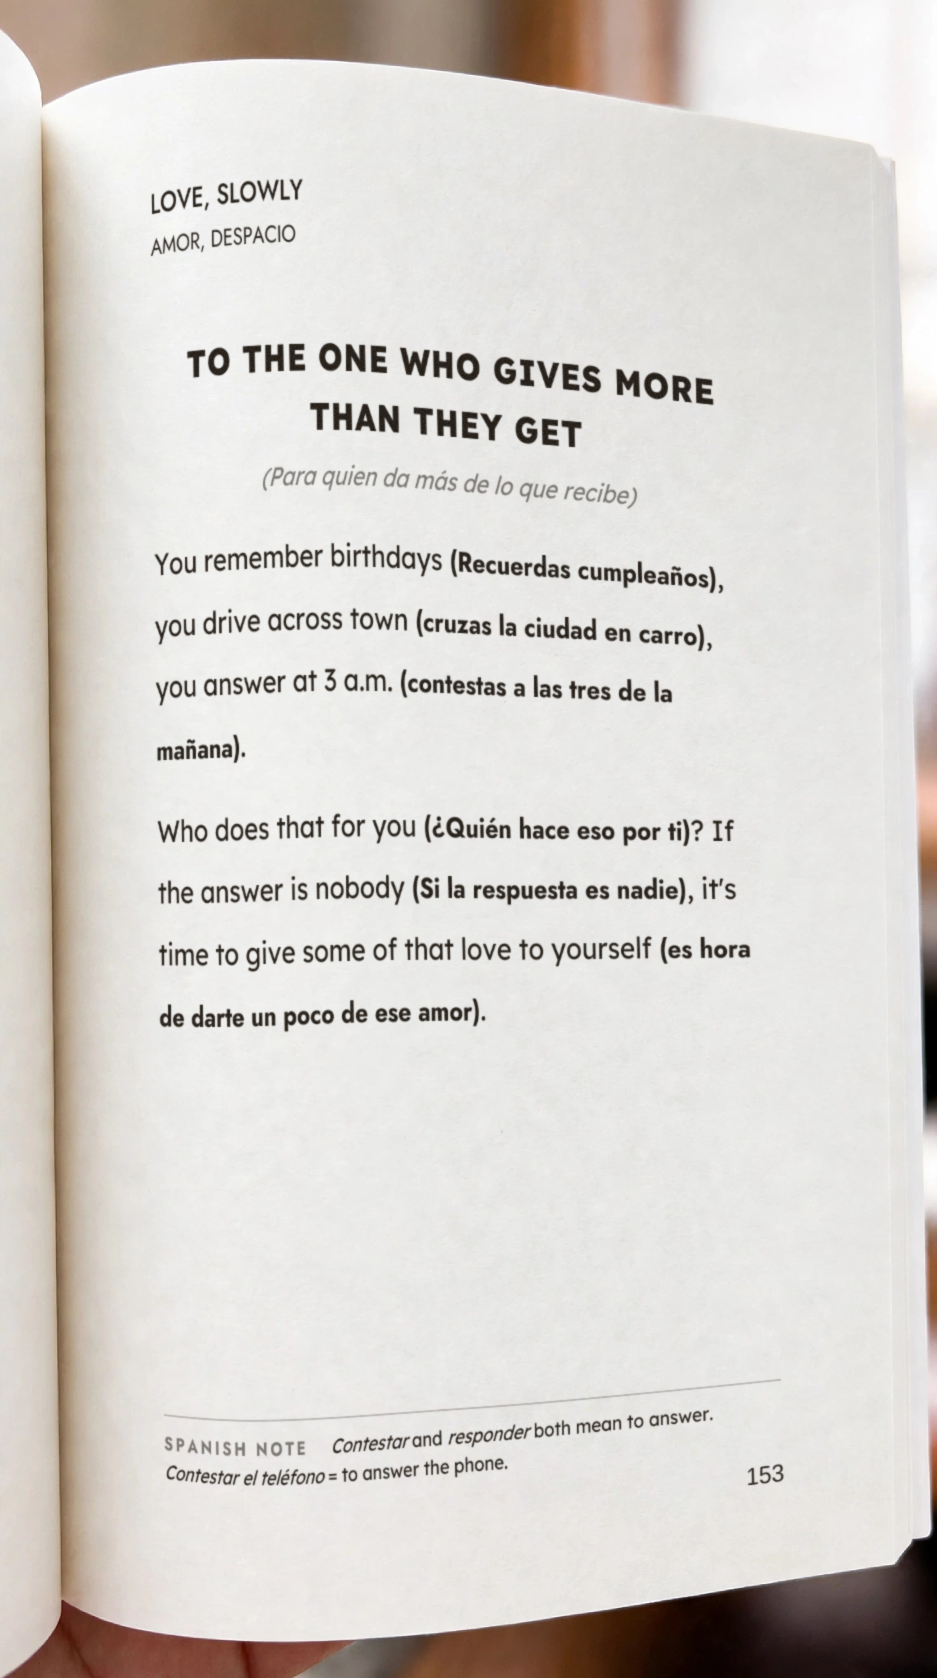 LOVE, SLOWLY
AMOR, DESPACIO
TO THE ONE WHO GIVES MORE
THAN THEY GET
(Para quien da más de lo que recibe)
You remember birthdays (Recuerdas cumpleaños),
you drive across town (cruzas la ciudad en carro),
you answer at 3 a.m. (contestas a las tres de la
mañana).
Who does that for you (¿Quién hace eso por ti)? If
the answer is nobody (Si la respuesta es nadie), it's
time to give some of that love to yourself (es hora
de darte un poco de ese amor).
SPANISH NOTE Contestar and responder both mean to answer.
Contestar el teléfono = to answer the phone.
153